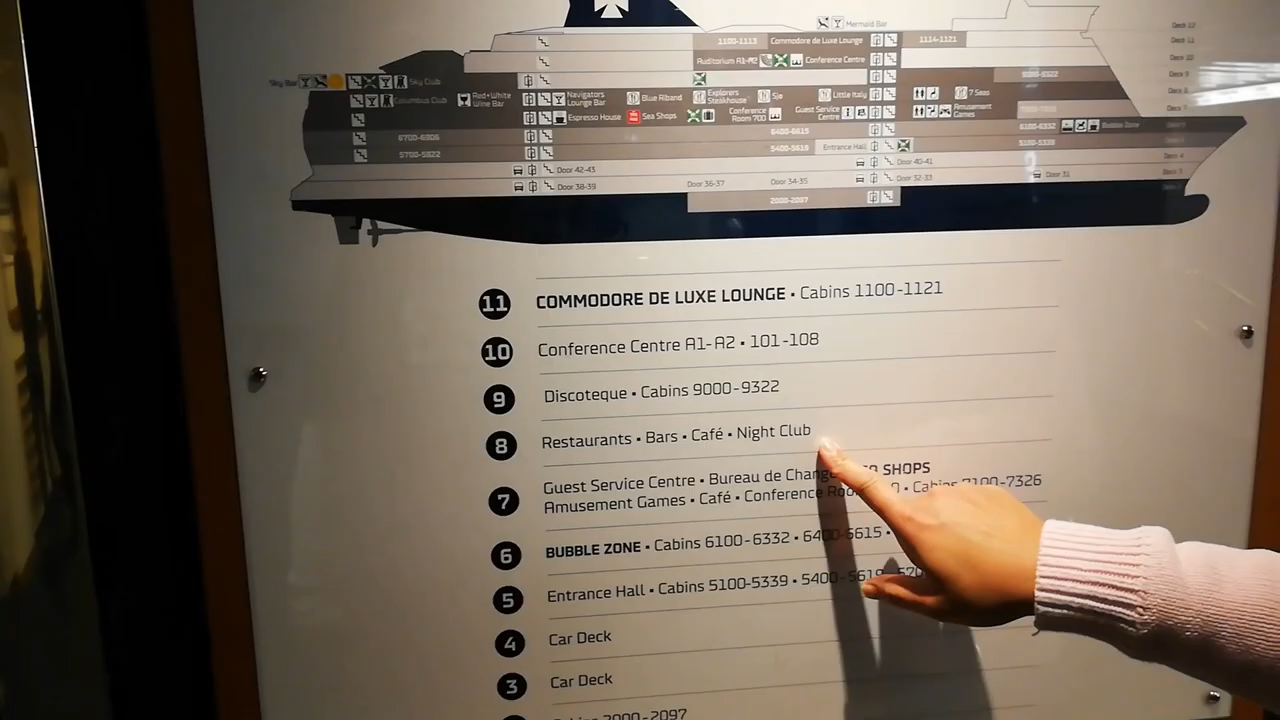 Mermaid Bar
Deck 12
1100-1113 Commodore de Luxe Lounge 1114-1121 Deck 11
Auditorium A1-A2 Conference Centre Deck 10
Sky Bar Sky Club Deck 9
Columbus Club Red+White Wine Bar Navigators Lounge Bar Blue Riband Explorers Steakhouse Sjø Little Italy 7 Seas
Espresso House Sea Shops Conference Room 700 Guest Service Centre Amusement Games
6400-6615 6100-6332 Bubble Zone
5700-5822 5400-5619 Entrance Hall 5100-5339
Door 42-43 Door 40-41
Door 38-39 Door 36-37 Door 34-35 Door 32-33 Door 31
2000-2097
11 COMMODORE DE LUXE LOUNGE • Cabins 1100-1121
10 Conference Centre A1-A2 • 101-108
9 Discoteque • Cabins 9000-9322
8 Restaurants • Bars • Café • Night Club
7 Guest Service Centre • Bureau de Change SHOPS
Amusement Games • Café • Conference • Cabins 7100-7326
6 BUBBLE ZONE • Cabins 6100-6332 • 6400-6615 •
5 Entrance Hall • Cabins 5100-5339 • 5400-5619
4 Car Deck
3 Car Deck
Cabins 2000-2097